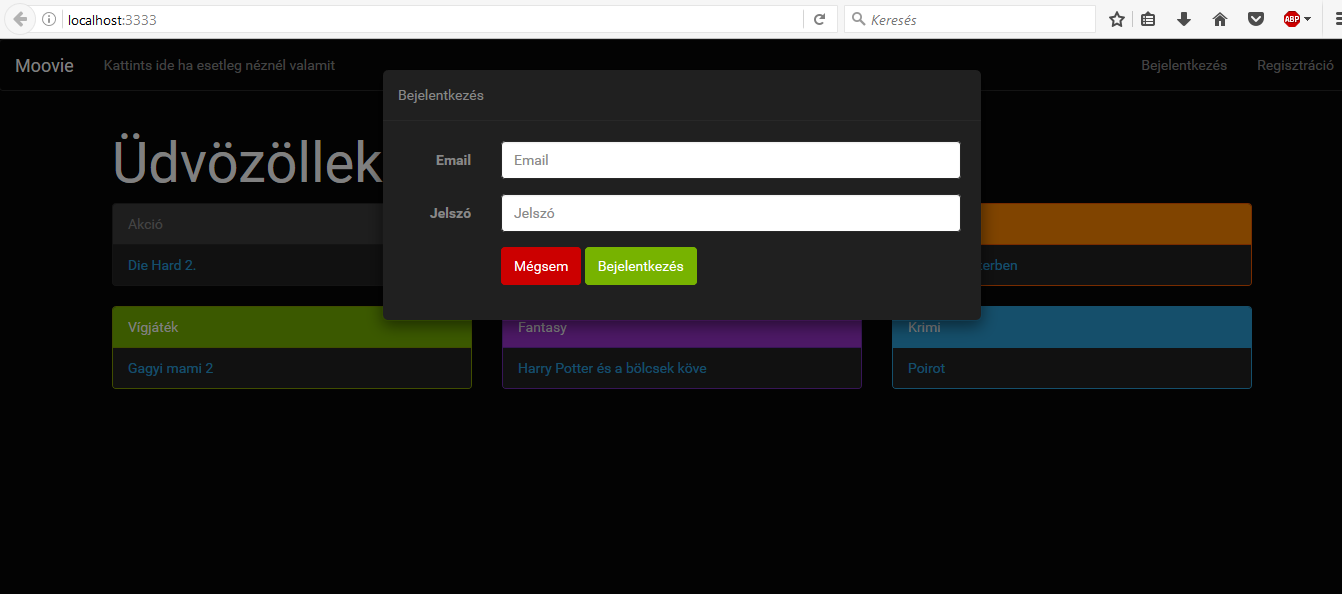 localhost:3333
Keresés
ABP
Moovie Kattints ide ha esetleg néznél valamit Bejelentkezés Regisztráció
Bejelentkezés
Email Email
Jelszó Jelszó
Mégsem Bejelentkezés
Üdvözöllek
Akció
Die Hard 2.
Vígjáték Fantasy Krimi
Gagyi mami 2 Harry Potter és a bölcsek köve Poirot